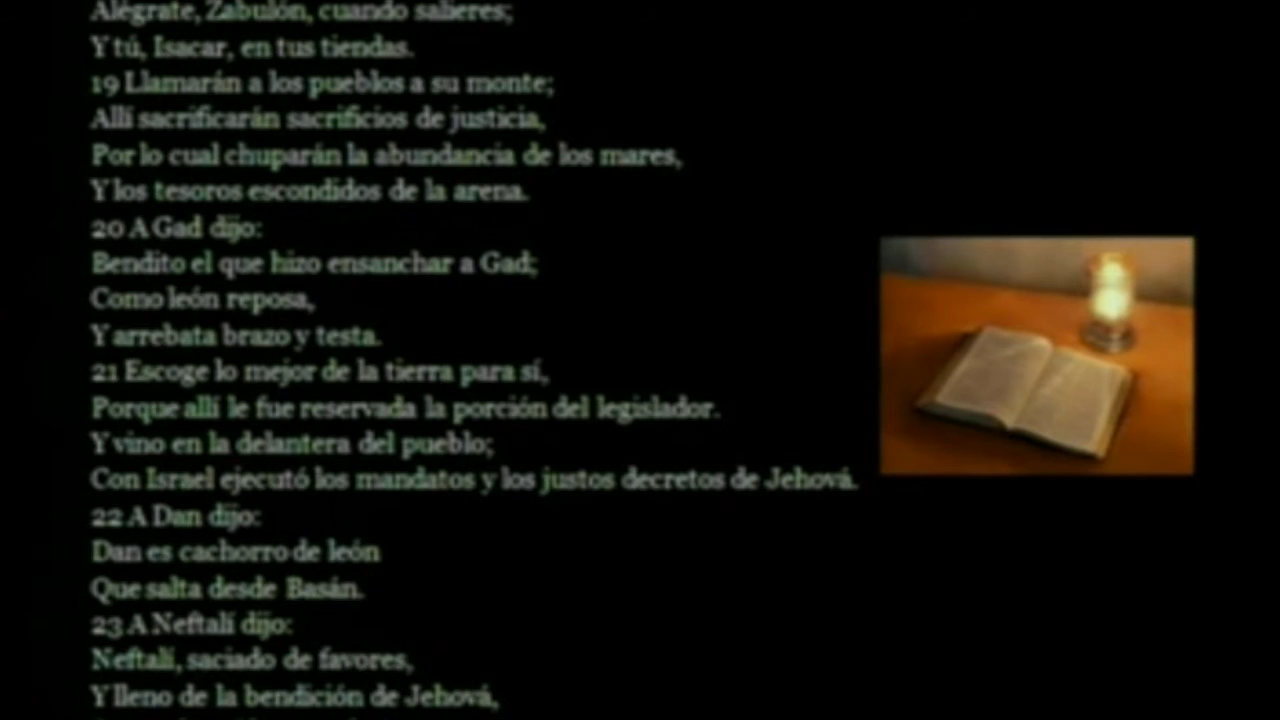 Alégrate, Zabulón, cuando salieres;
Y tú, Isacar, en tus tiendas.
19 Llamarán a los pueblos a su monte;
Allí sacrificarán sacrificios de justicia,
Por lo cual chuparán la abundancia de los mares,
Y los tesoros escondidos de la arena.
20 A Gad dijo:
Bendito el que hizo ensanchar a Gad;
Como león reposa,
Y arrebata brazo y testa.
21 Escoge lo mejor de la tierra para sí,
Porque allí le fue reservada la porción del legislador.
Y vino en la delantera del pueblo;
Con Israel ejecutó los mandatos y los justos decretos de Jehová.
22 A Dan dijo:
Dan es cachorro de león
Que salta desde Basán.
23 A Neftalí dijo:
Neftalí, saciado de favores,
Y lleno de la bendición de Jehová,